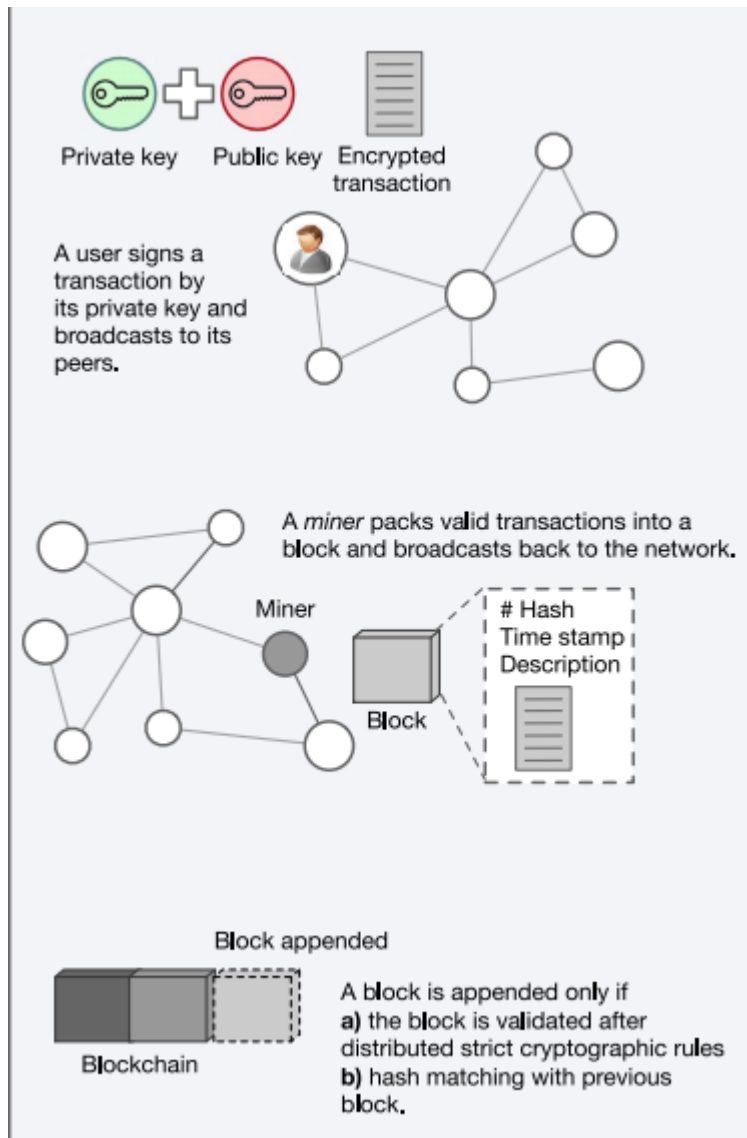 Private key
Public key
Encrypted
transaction
A user signs a
transaction by
its private key and
broadcasts to its
peers.
A miner packs valid transactions into a
block and broadcasts back to the network.
Miner
# Hash
Time stamp
Description
Block
Block appended
Blockchain
A block is appended only if
a) the block is validated after
distributed strict cryptographic rules
b) hash matching with previous
block.